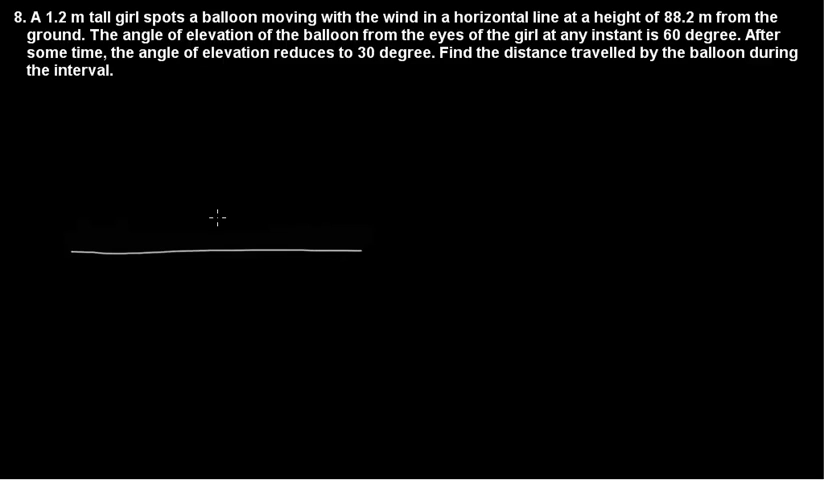 8. A 1.2 m tall girl spots a balloon moving with the wind in a horizontal line at a height of 88.2 m from the
ground. The angle of elevation of the balloon from the eyes of the girl at any instant is 60 degree. After
some time, the angle of elevation reduces to 30 degree. Find the distance travelled by the balloon during
the interval.